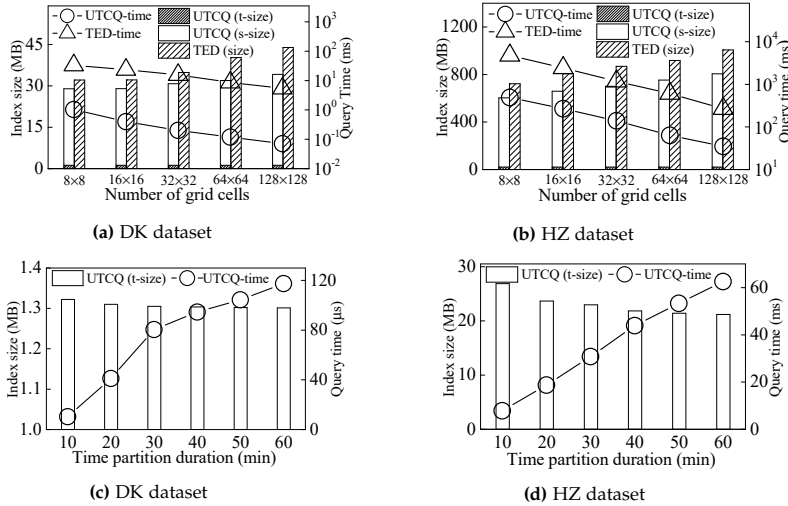 UTCQ-time
TED-time
UTCQ (t-size)
UTCQ (s-size)
TED (size)
Index size (MB)
45
30
15
0
Query Time (ms)
10³
10²
10¹
10⁰
10⁻¹
10⁻²
8×8 16×16 32×32 64×64 128×128
Number of grid cells
(a) DK dataset
UTCQ-time
TED-time
UTCQ (t-size)
UTCQ (s-size)
TED (size)
Index size (MB)
1200
800
400
0
Query time (ms)
10⁴
10³
10²
10¹
8×8 16×16 32×32 64×64 128×128
Number of grid cells
(b) HZ dataset
UTCQ (t-size) UTCQ-time
Index size (MB)
1.4
1.3
1.2
1.1
1.0
Query time (µs)
120
80
40
0
10 20 30 40 50 60
Time partition duration (min)
(c) DK dataset
UTCQ (t-size) UTCQ-time
Index size (MB)
30
20
10
0
Query time (ms)
60
40
20
0
10 20 30 40 50 60
Time partition duration (min)
(d) HZ dataset